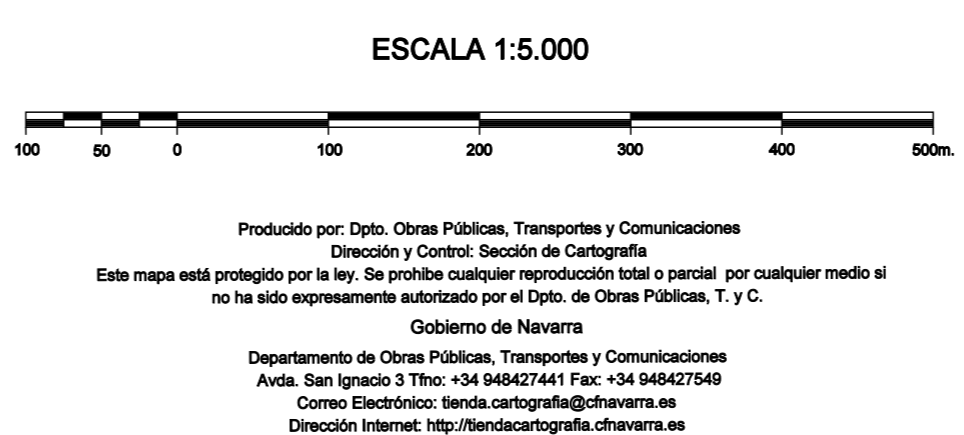 ESCALA 1:5.000
100 50 0 100 200 300 400 500m.
Producido por: Dpto. Obras Públicas, Transportes y Comunicaciones
Dirección y Control: Sección de Cartografía
Este mapa está protegido por la ley. Se prohibe cualquier reproducción total o parcial por cualquier medio si
no ha sido expresamente autorizado por el Dpto. de Obras Públicas, T. y C.
Gobierno de Navarra
Departamento de Obras Públicas, Transportes y Comunicaciones
Avda. San Ignacio 3 Tfno: +34 948427441 Fax: +34 948427549
Correo Electrónico: tienda.cartografia@cfnavarra.es
Dirección Internet: http://tiendacartografia.cfnavarra.es